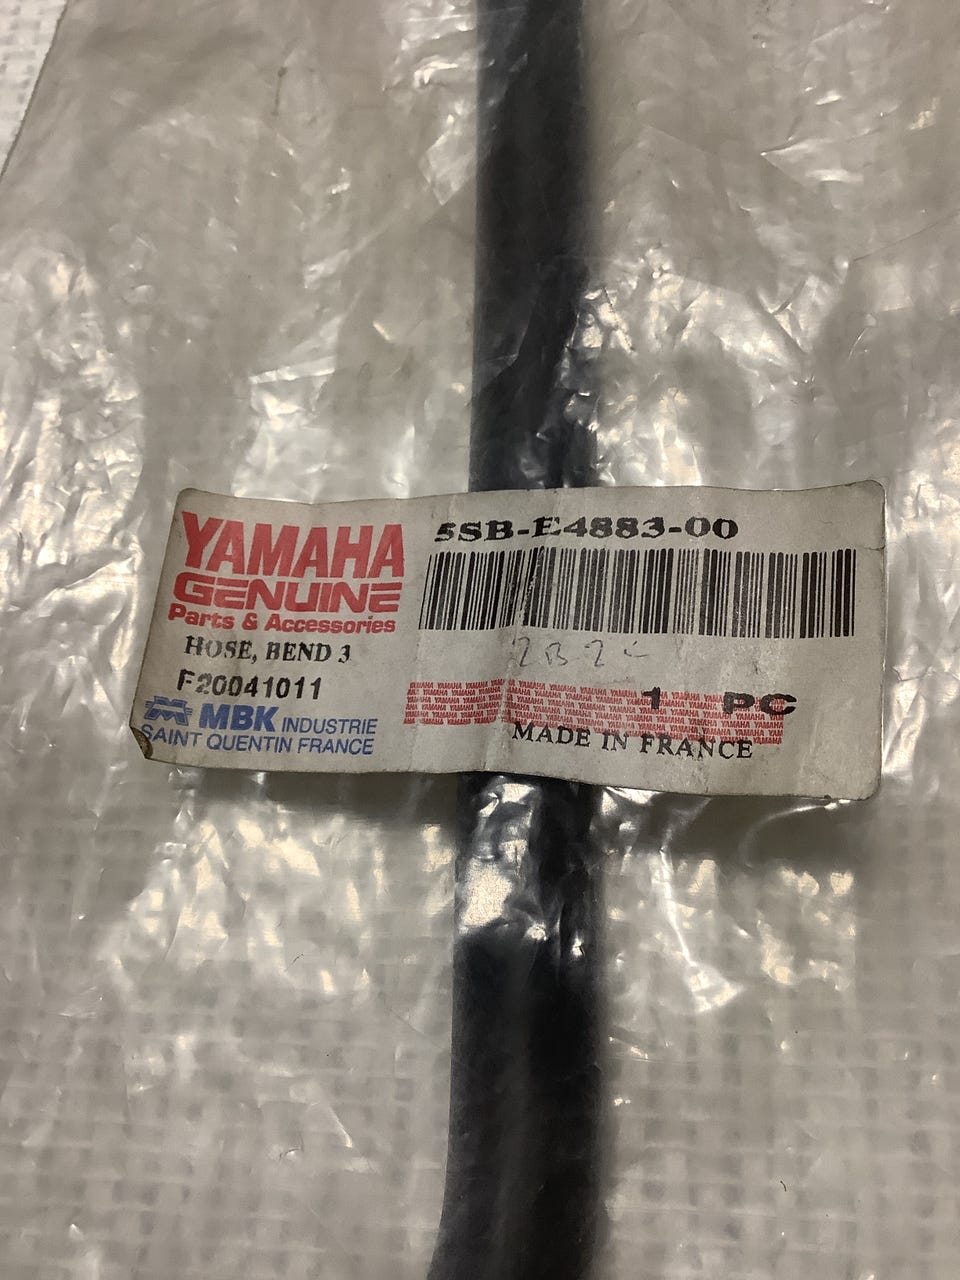 YAMAHA
GENUINE
Parts & Accessories
HOSE, BEND 3
F20041011
MBK INDUSTRIE
SAINT QUENTIN FRANCE
5SB-E4883-00
1 PC
MADE IN FRANCE